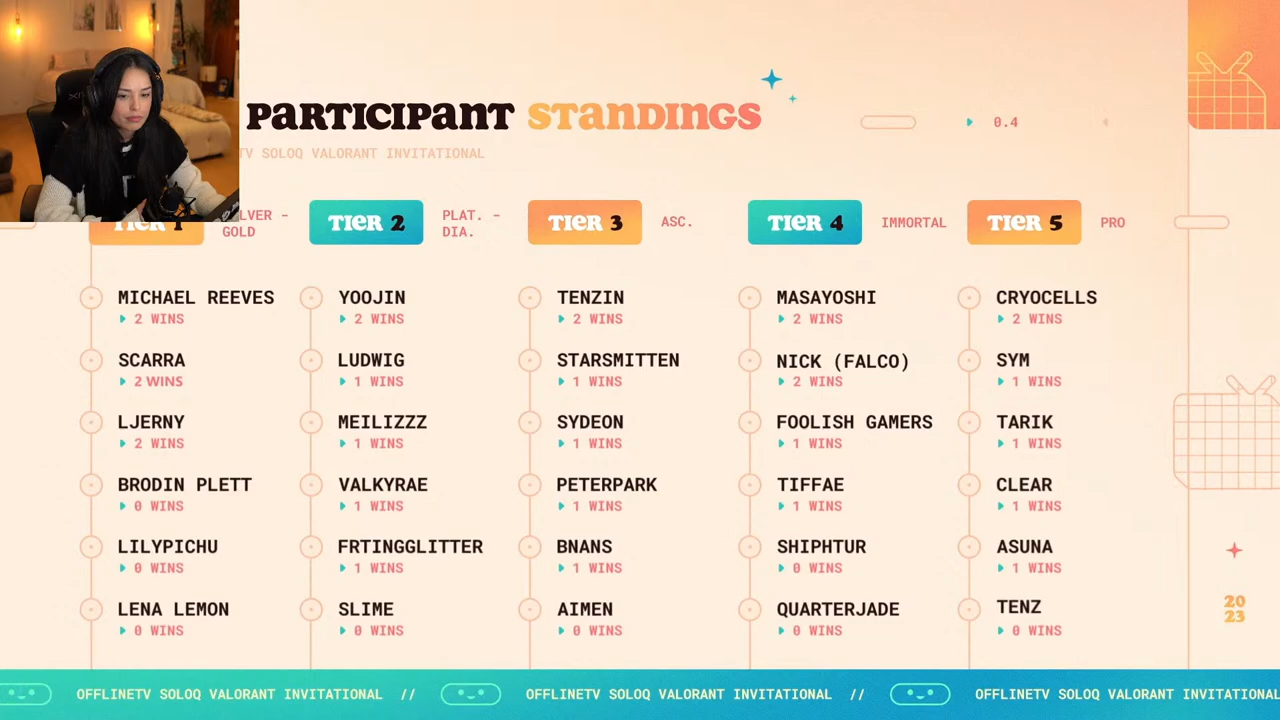 PARTICIPANT STANDINGS
0.4
TV SOLOQ VALORANT INVITATIONAL
TIER 1
LVER –
GOLD
TIER 2
PLAT. –
DIA.
TIER 3
ASC.
TIER 4
IMMORTAL
TIER 5
PRO
MICHAEL REEVES
2 WINS
SCARRA
2 WINS
LJERNY
2 WINS
BRODIN PLETT
0 WINS
LILYPICHU
0 WINS
LENA LEMON
0 WINS
YOOJIN
2 WINS
LUDWIG
1 WINS
MEILIZZZ
1 WINS
VALKYRAE
1 WINS
FRTINGGLITTER
1 WINS
SLIME
0 WINS
TENZIN
2 WINS
STARSMITTEN
1 WINS
SYDEON
1 WINS
PETERPARK
1 WINS
BNANS
1 WINS
AIMEN
0 WINS
MASAYOSHI
2 WINS
NICK (FALCO)
2 WINS
FOOLISH GAMERS
1 WINS
TIFFAE
1 WINS
SHIPHTUR
0 WINS
QUARTERJADE
0 WINS
CRYOCELLS
2 WINS
SYM
1 WINS
TARIK
1 WINS
CLEAR
1 WINS
ASUNA
1 WINS
TENZ
0 WINS
20
23
OFFLINETV SOLOQ VALORANT INVITATIONAL // OFFLINETV SOLOQ VALORANT INVITATIONAL // OFFLINETV SOLOQ VALORANT INVITATIONAL